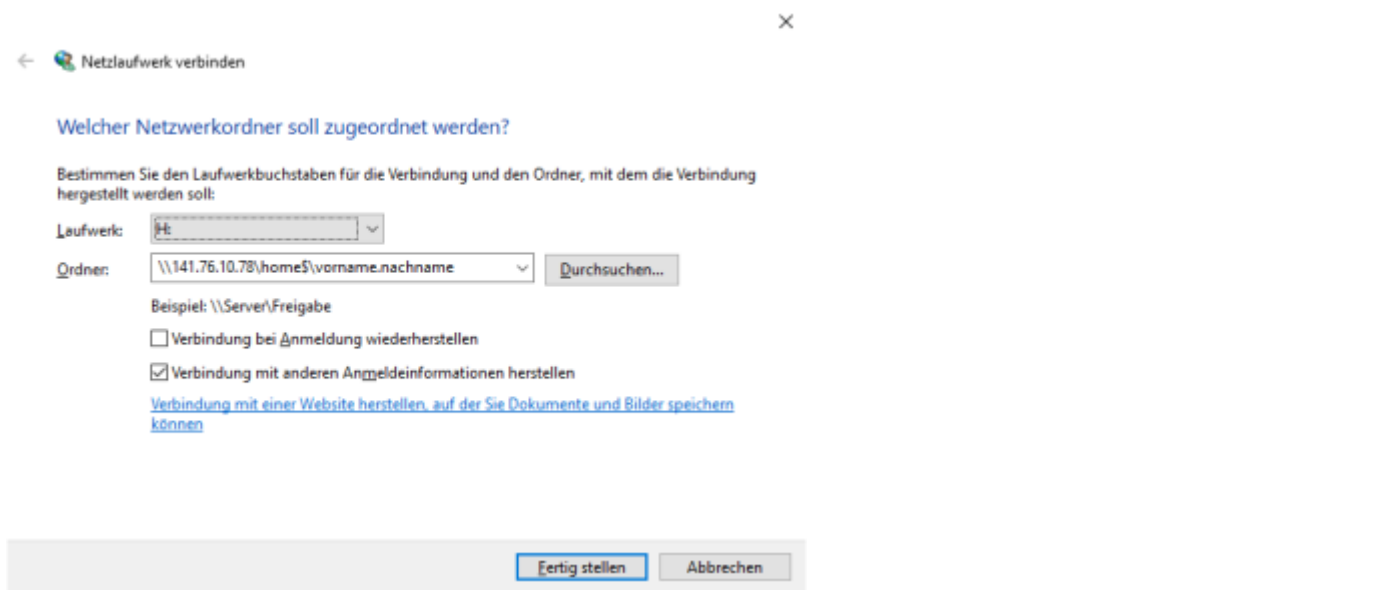 Netzlaufwerk verbinden
Welcher Netzwerkordner soll zugeordnet werden?
Bestimmen Sie den Laufwerkbuchstaben für die Verbindung und den Ordner, mit dem die Verbindung
hergestellt werden soll:
Laufwerk: H:
Ordner: \\141.76.10.78\home$\vorname.nachname Durchsuchen...
Beispiel: \\Server\Freigabe
Verbindung bei Anmeldung wiederherstellen
Verbindung mit anderen Anmeldeinformationen herstellen
Verbindung mit einer Website herstellen, auf der Sie Dokumente und Bilder speichern
können
Fertig stellen Abbrechen